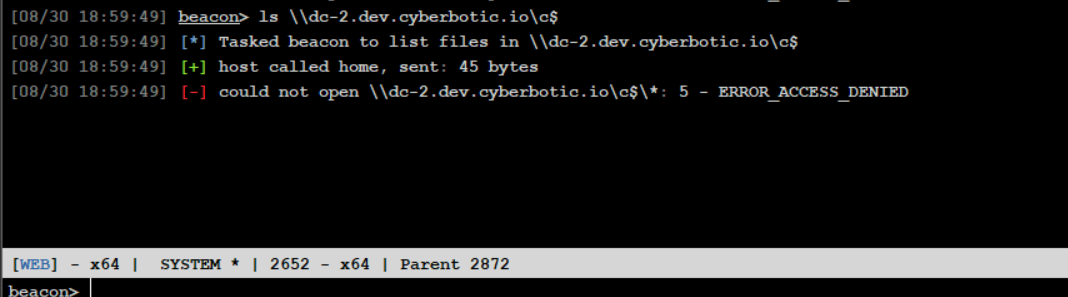 [08/30 18:59:49] beacon> ls \\dc-2.dev.cyberbotic.io\c$
[08/30 18:59:49] [*] Tasked beacon to list files in \\dc-2.dev.cyberbotic.io\c$
[08/30 18:59:49] [+] host called home, sent: 45 bytes
[08/30 18:59:49] [-] could not open \\dc-2.dev.cyberbotic.io\c$\*: 5 - ERROR_ACCESS_DENIED
[WEB] - x64 | SYSTEM * | 2652 - x64 | Parent 2872
beacon>